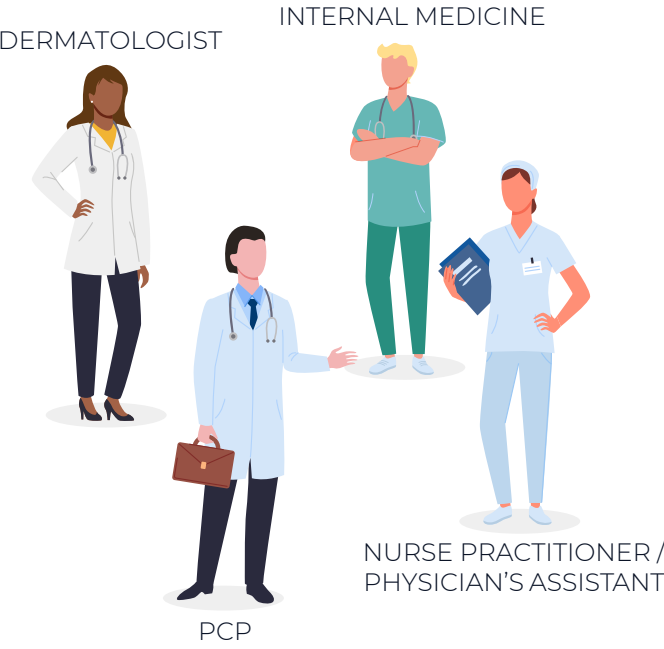 INTERNAL MEDICINE
DERMATOLOGIST
NURSE PRACTITIONER /
PHYSICIAN’S ASSISTANT
PCP